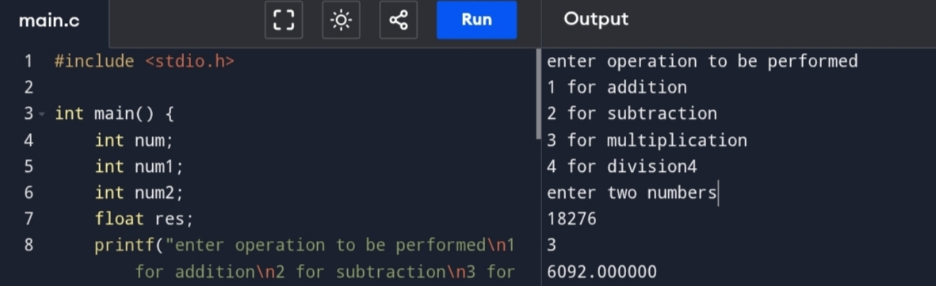 main.c
Run
Output
1 #include <stdio.h>
2
3 int main() {
4 int num;
5 int num1;
6 int num2;
7 float res;
8 printf("enter operation to be performed\n1
for addition\n2 for subtraction\n3 for
enter operation to be performed
1 for addition
2 for subtraction
3 for multiplication
4 for division4
enter two numbers
18276
3
6092.000000